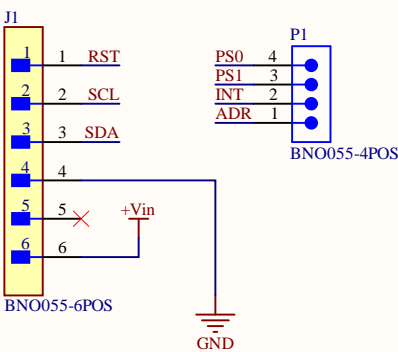 J1
1 1 RST
2 2 SCL
3 3 SDA
4 4
5 5
6 6
+Vin
BNO055-6POS
GND
P1
PS0 4
PS1 3
INT 2
ADR 1
BNO055-4POS